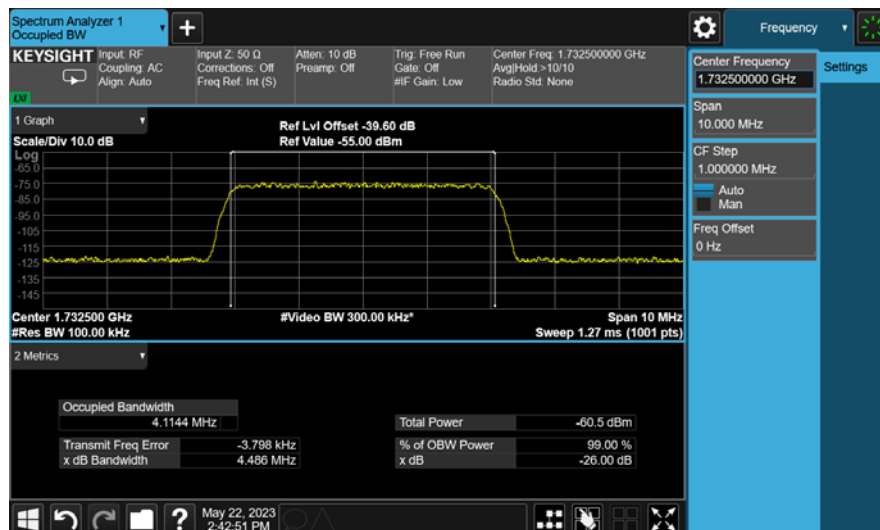 Spectrum Analyzer 1
Occupied BW
Frequency
KEYSIGHT
Input: RF
Coupling: AC
Align: Auto
Input Z: 50 Ω
Corrections: Off
Freq Ref: Int (S)
Atten: 10 dB
Preamp: Off
Trig: Free Run
Gate: Off
#IF Gain: Low
Center Freq: 1.732500000 GHz
Avg|Hold:>10/10
Radio Std: None
LXI
Center Frequency
1.732500000 GHz
Settings
Span
10.000 MHz
CF Step
1.000000 MHz
Auto
Man
Freq Offset
0 Hz
1 Graph
Scale/Div 10.0 dB
Ref Lvl Offset -39.60 dB
Ref Value -55.00 dBm
Log
-65.0
-75.0
-85.0
-95.0
-105
-115
-125
-135
-145
Center 1.732500 GHz
#Res BW 100.00 kHz
#Video BW 300.00 kHz*
Span 10 MHz
Sweep 1.27 ms (1001 pts)
2 Metrics
Occupied Bandwidth
4.1144 MHz
Total Power -60.5 dBm
Transmit Freq Error -3.798 kHz
% of OBW Power 99.00 %
x dB Bandwidth 4.486 MHz
x dB -26.00 dB
?
May 22, 2023
2:42:51 PM